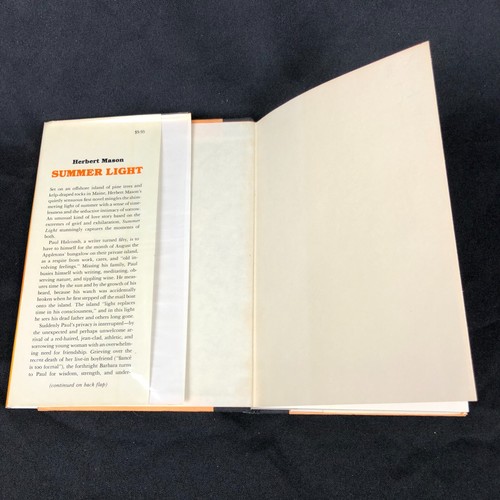 $9.95
Herbert Mason
SUMMER LIGHT
Set on an offshore island of pine trees and
kelp-draped rocks in Maine, Herbert Mason's
quietly sensuous first novel mingles the shim-
mering light of summer with a sense of time-
lessness and the seductive intimacy of sorrow.
An unusual kind of love story based on the
extremes of grief and exhilaration, Summer
Light stunningly captures the moments of
both.
Paul Halcomb, a writer turned fifty, is to
have to himself for the month of August the
Appletons' bungalow on their private island,
as a respite from work, cares, and "old in-
volving feelings." Missing his family, Paul
busies himself with writing, meditating, ob-
serving nature, and tippling wine. He meas-
ures time by the sun and by the growth of his
beard, because his watch was accidentally
broken when he first stepped off the mail boat
onto the island. The island "light replaces
time in his consciousness," and in this light
he sees his dead father and others long gone.
Suddenly Paul's privacy is interrupted—by
the unexpected and perhaps unwelcome ar-
rival of a red-haired, jean-clad, athletic, and
sorrowing young woman with an overwhelm-
ing need for friendship. Grieving over the
recent death of her live-in boyfriend ("fiancé
is too formal"), the forthright Barbara turns
to Paul for wisdom, strength, and under-
(continued on back flap)